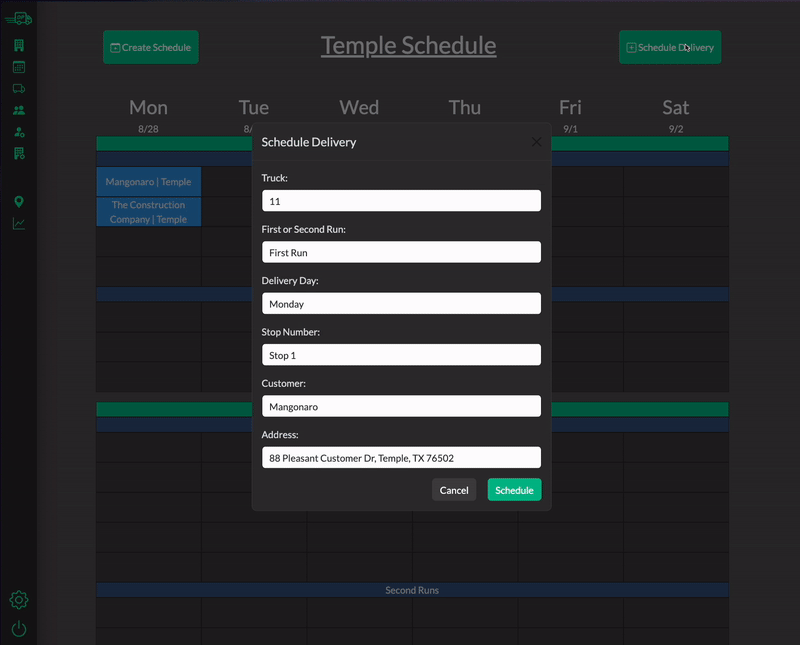 Create Schedule
Temple Schedule
Schedule Delivery
Mon
Tue
Wed
Thu
Fri
Sat
8/28
8/
9/1
9/2
Mangonaro | Temple
The Construction
Company | Temple
Schedule Delivery
Truck:
11
First or Second Run:
First Run
Delivery Day:
Monday
Stop Number:
Stop 1
Customer:
Mangonaro
Address:
88 Pleasant Customer Dr, Temple, TX 76502
Cancel
Schedule
Second Runs